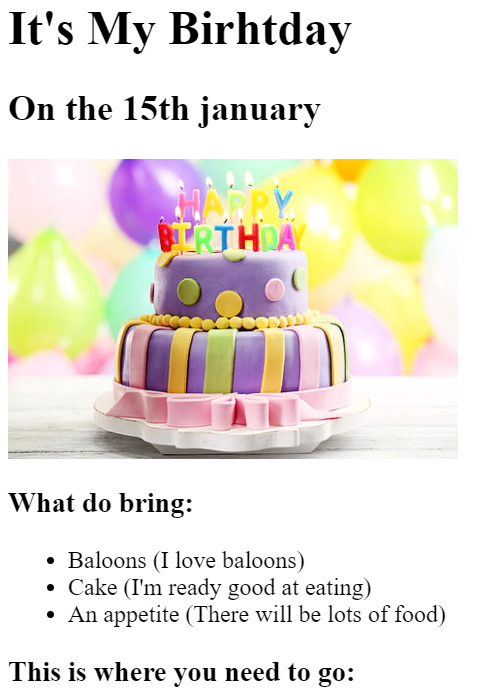 It's My Birhtday
On the 15th january
HAPPY
BIRTHDAY
What do bring:
Baloons (I love baloons)
Cake (I'm ready good at eating)
An appetite (There will be lots of food)
This is where you need to go: